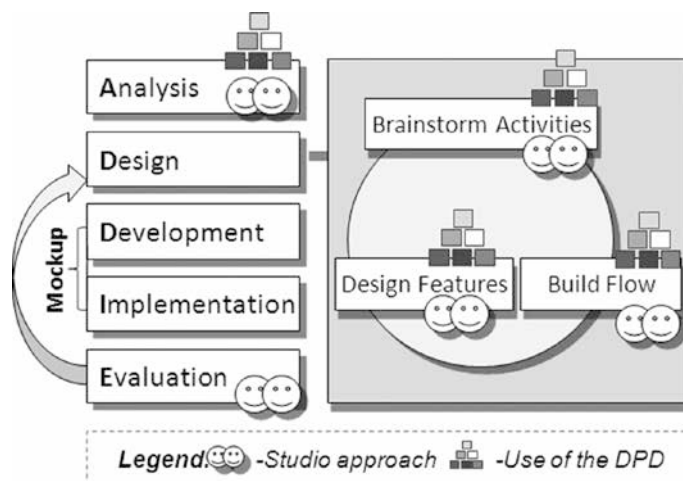 Analysis
Design
Development
Implementation
Evaluation
Mockup
Brainstorm Activities
Design Features
Build Flow
Legend: -Studio approach -Use of the DPD